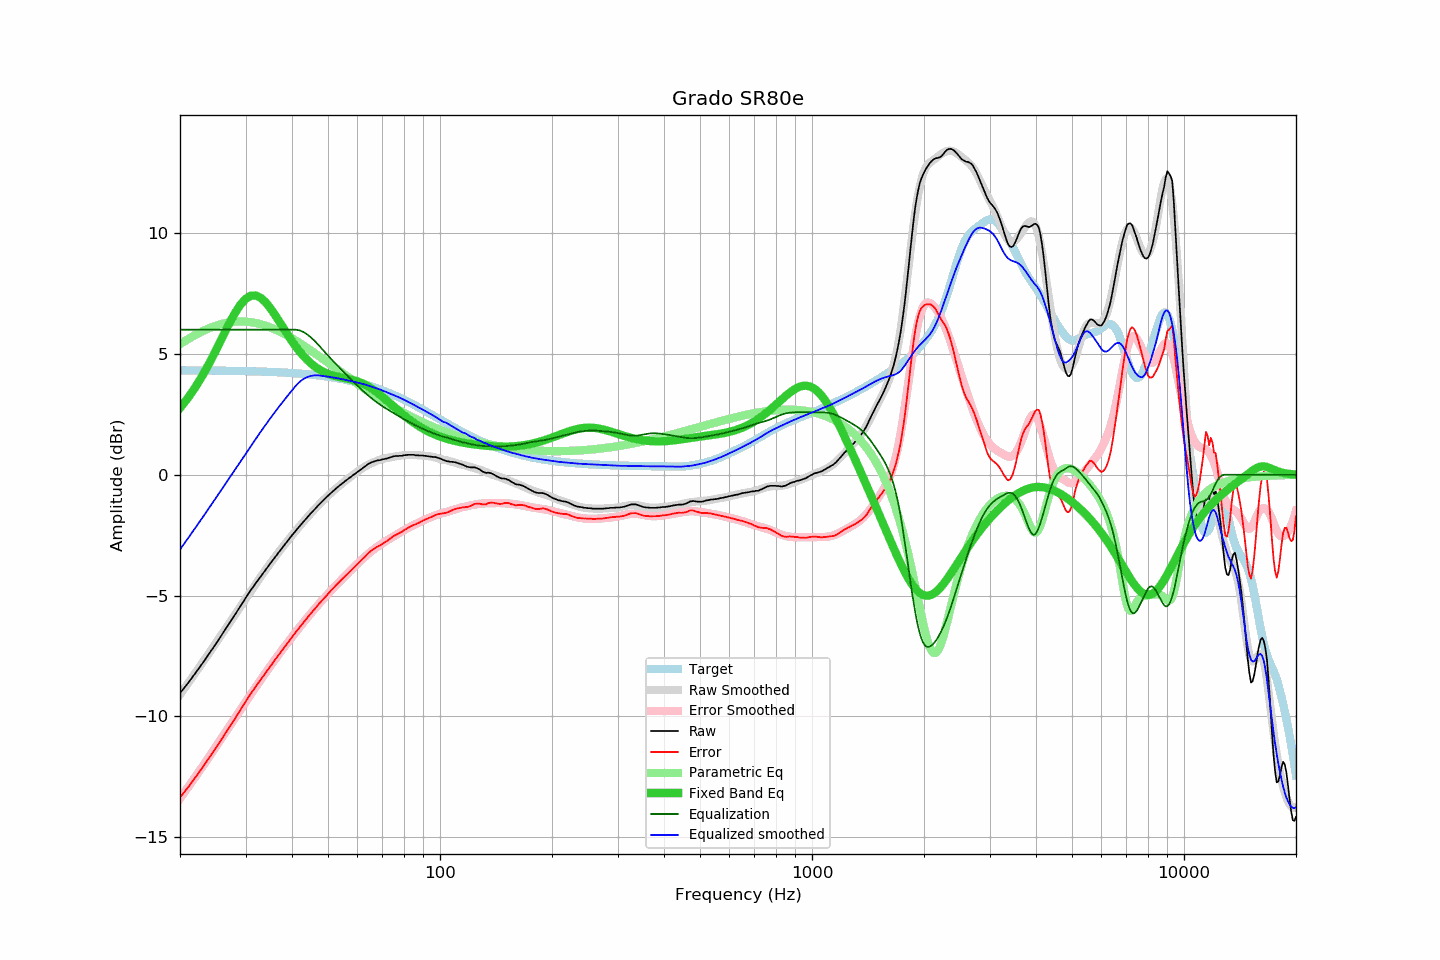 Grado SR80e
Amplitude (dBr)
10
5
0
−5
−10
−15
100
1000
10000
Frequency (Hz)
Target
Raw Smoothed
Error Smoothed
Raw
Error
Parametric Eq
Fixed Band Eq
Equalization
Equalized smoothed